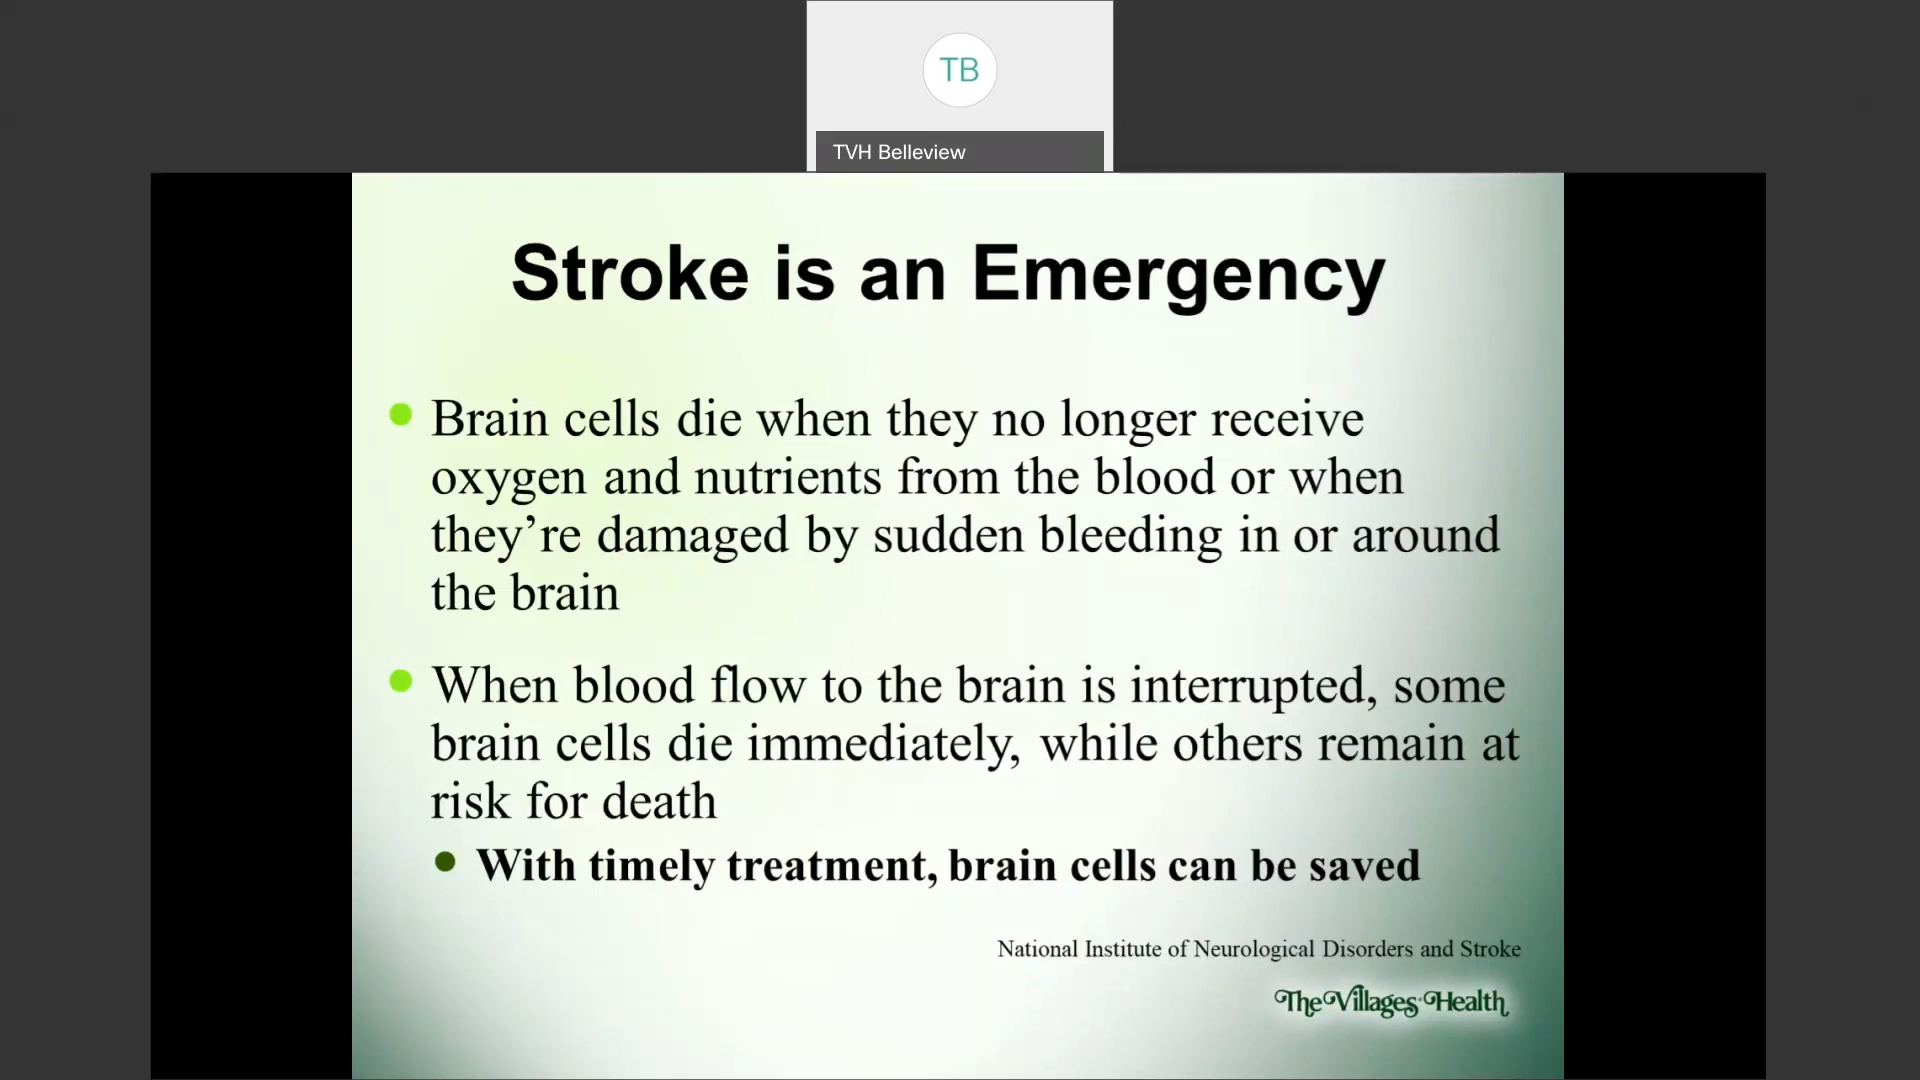 TB
TVH Belleview
Stroke is an Emergency
Brain cells die when they no longer receive
oxygen and nutrients from the blood or when
they’re damaged by sudden bleeding in or around
the brain
When blood flow to the brain is interrupted, some
brain cells die immediately, while others remain at
risk for death
With timely treatment, brain cells can be saved
National Institute of Neurological Disorders and Stroke
The Villages Health